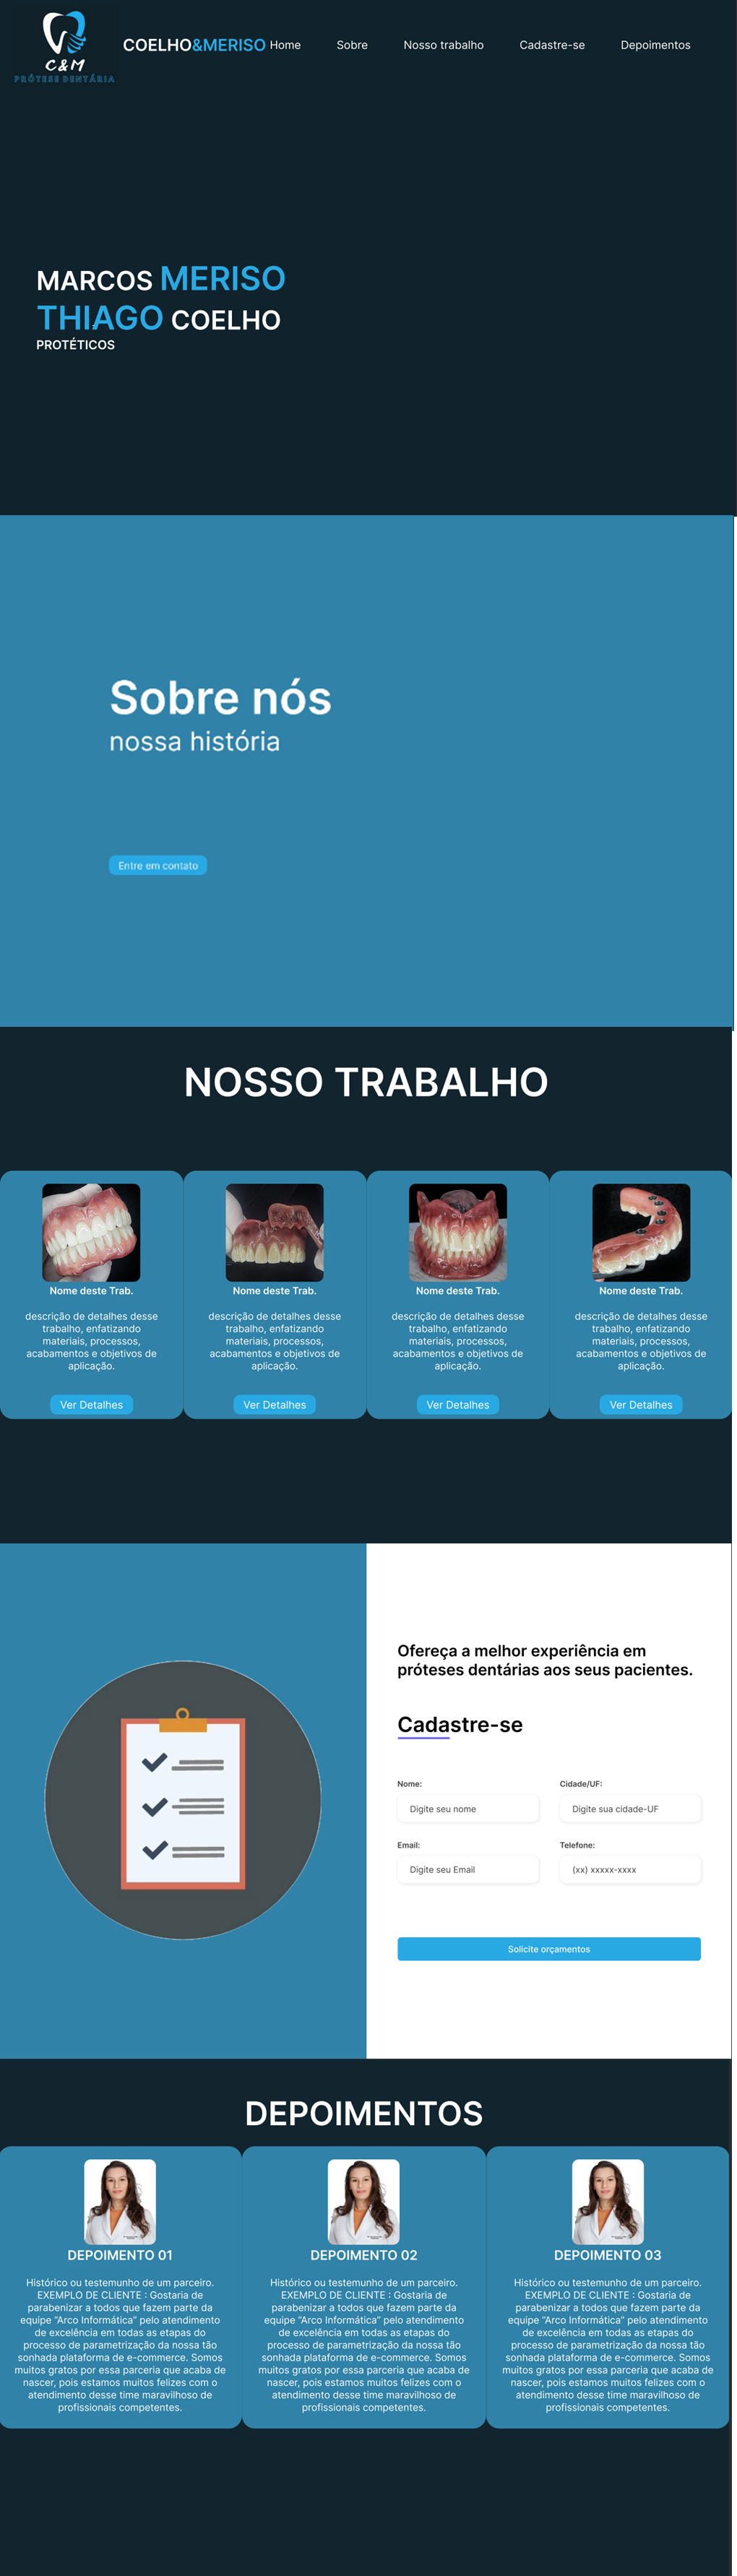 C&M
PRÓTESE DENTÁRIA
COELHO&MERISO
Home
Sobre
Nosso trabalho
Cadastre-se
Depoimentos
MARCOS MERISO
THIAGO COELHO
PROTÉTICOS
Sobre nós
nossa história
Entre em contato
NOSSO TRABALHO
Nome deste Trab.
descrição de detalhes desse
trabalho, enfatizando
materiais, processos,
acabamentos e objetivos de
aplicação.
Ver Detalhes
Nome deste Trab.
descrição de detalhes desse
trabalho, enfatizando
materiais, processos,
acabamentos e objetivos de
aplicação.
Ver Detalhes
Nome deste Trab.
descrição de detalhes desse
trabalho, enfatizando
materiais, processos,
acabamentos e objetivos de
aplicação.
Ver Detalhes
Nome deste Trab.
descrição de detalhes desse
trabalho, enfatizando
materiais, processos,
acabamentos e objetivos de
aplicação.
Ver Detalhes
Ofereça a melhor experiência em
próteses dentárias aos seus pacientes.
Cadastre-se
Nome:
Digite seu nome
Cidade/UF:
Digite sua cidade-UF
Email:
Digite seu Email
Telefone:
(xx) xxxxx-xxxx
Solicite orçamentos
DEPOIMENTOS
DEPOIMENTO 01
Histórico ou testemunho de um parceiro.
EXEMPLO DE CLIENTE : Gostaria de
parabenizar a todos que fazem parte da
equipe “Arco Informática” pelo atendimento
de excelência em todas as etapas do
processo de parametrização da nossa tão
sonhada plataforma de e-commerce. Somos
muitos gratos por essa parceria que acaba de
nascer, pois estamos muitos felizes com o
atendimento desse time maravilhoso de
profissionais competentes.
DEPOIMENTO 02
Histórico ou testemunho de um parceiro.
EXEMPLO DE CLIENTE : Gostaria de
parabenizar a todos que fazem parte da
equipe “Arco Informática” pelo atendimento
de excelência em todas as etapas do
processo de parametrização da nossa tão
sonhada plataforma de e-commerce. Somos
muitos gratos por essa parceria que acaba de
nascer, pois estamos muitos felizes com o
atendimento desse time maravilhoso de
profissionais competentes.
DEPOIMENTO 03
Histórico ou testemunho de um parceiro.
EXEMPLO DE CLIENTE : Gostaria de
parabenizar a todos que fazem parte da
equipe “Arco Informática” pelo atendimento
de excelência em todas as etapas do
processo de parametrização da nossa tão
sonhada plataforma de e-commerce. Somos
muitos gratos por essa parceria que acaba de
nascer, pois estamos muitos felizes com o
atendimento desse time maravilhoso de
profissionais competentes.